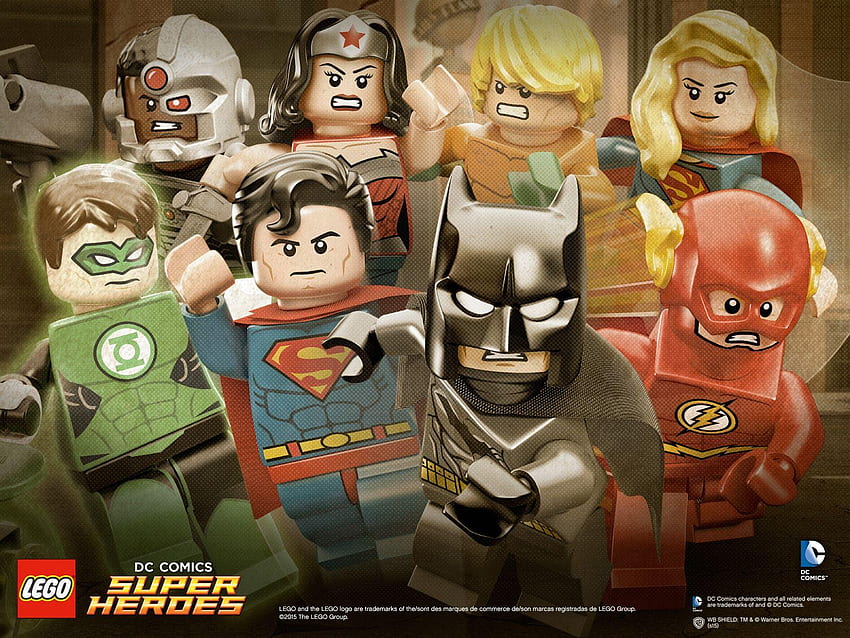 LEGO
DC COMICS
SUPER HEROES
LEGO and the LEGO logo are trademarks of the/sont des marques de commerce de/son marcas registradas de LEGO Group.
©2015 The LEGO Group.
DC
COMICS™
DC Comics characters and all related elements
are trademarks of and © DC Comics.
WB SHIELD: TM & © Warner Bros. Entertainment Inc.
(s15)